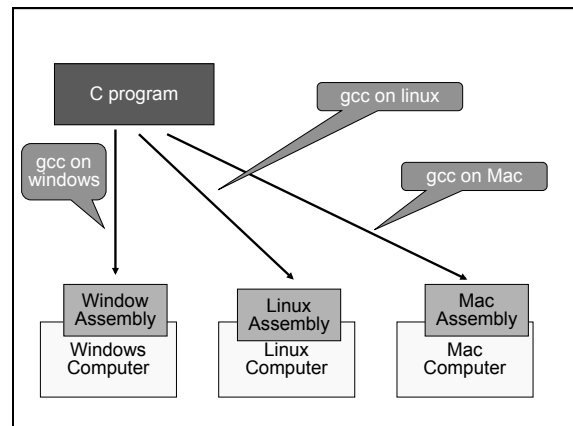 C program
gcc on linux
gcc on
windows
gcc on Mac
Window
Assembly
Windows
Computer
Linux
Assembly
Linux
Computer
Mac
Assembly
Mac
Computer